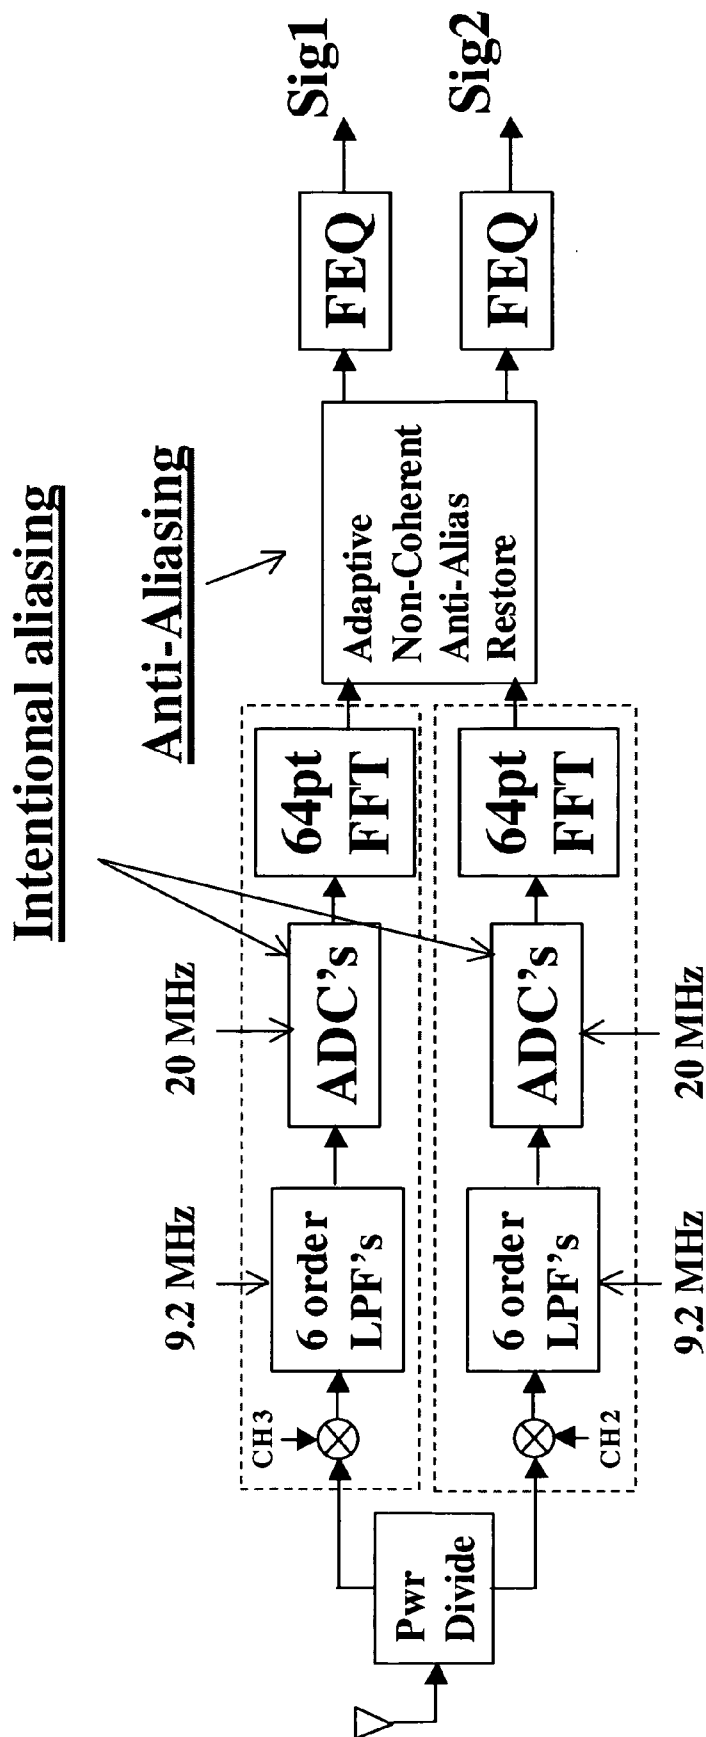 Intentional aliasing
Anti-Aliasing
20 MHz
9.2 MHz
Pwr
Divide
CH3
6 order
LPF's
ADC's
64pt
FFT
Adaptive
Non-Coherent
Anti-Alias
Restore
FEQ
Sig1
CH2
6 order
LPF's
ADC's
64pt
FFT
FEQ
Sig2
9.2 MHz
20 MHz